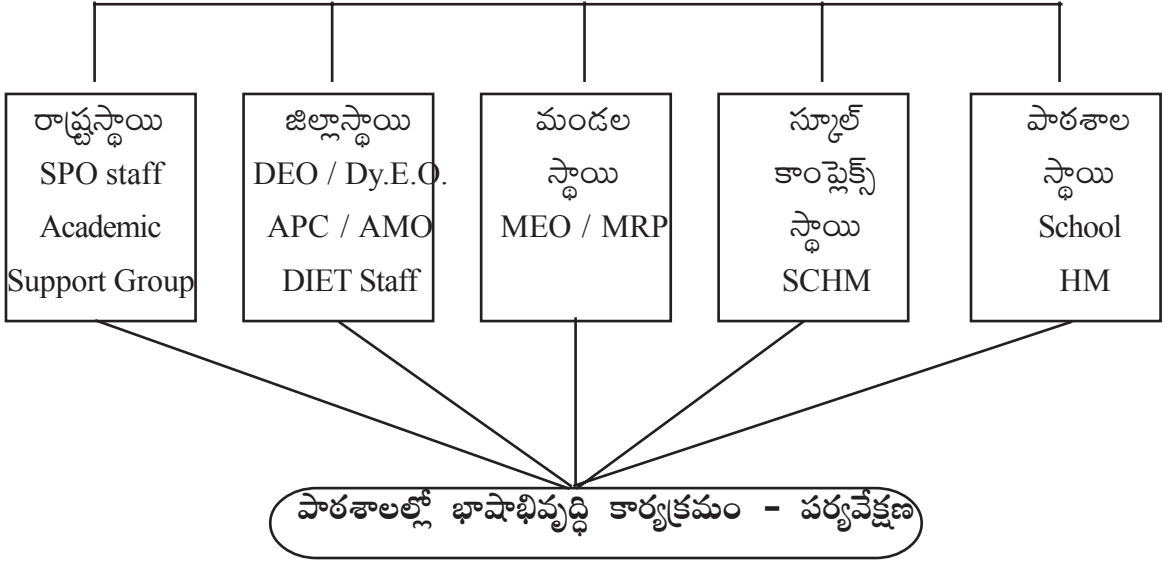 రాష్ట్రస్థాయి
SPO staff
Academic
Support Group
జిల్లాస్థాయి
DEO / Dy.E.O.
APC / AMO
DIET Staff
మండల
స్థాయి
MEO / MRP
స్కూల్
కాంప్లెక్స్
స్థాయి
SCHM
పాఠశాల
స్థాయి
School
HM
పాఠశాలల్లో భాషాభివృద్ధి కార్యక్రమం - పర్యవేక్షణ